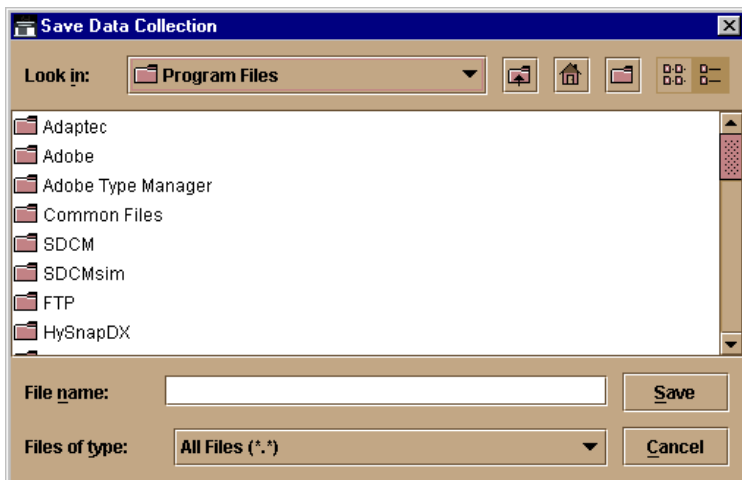 Save Data Collection
Look in: Program Files
Adaptec
Adobe
Adobe Type Manager
Common Files
SDCM
SDCMsim
FTP
HySnapDX
File name: Save
Files of type: All Files (*.*) Cancel